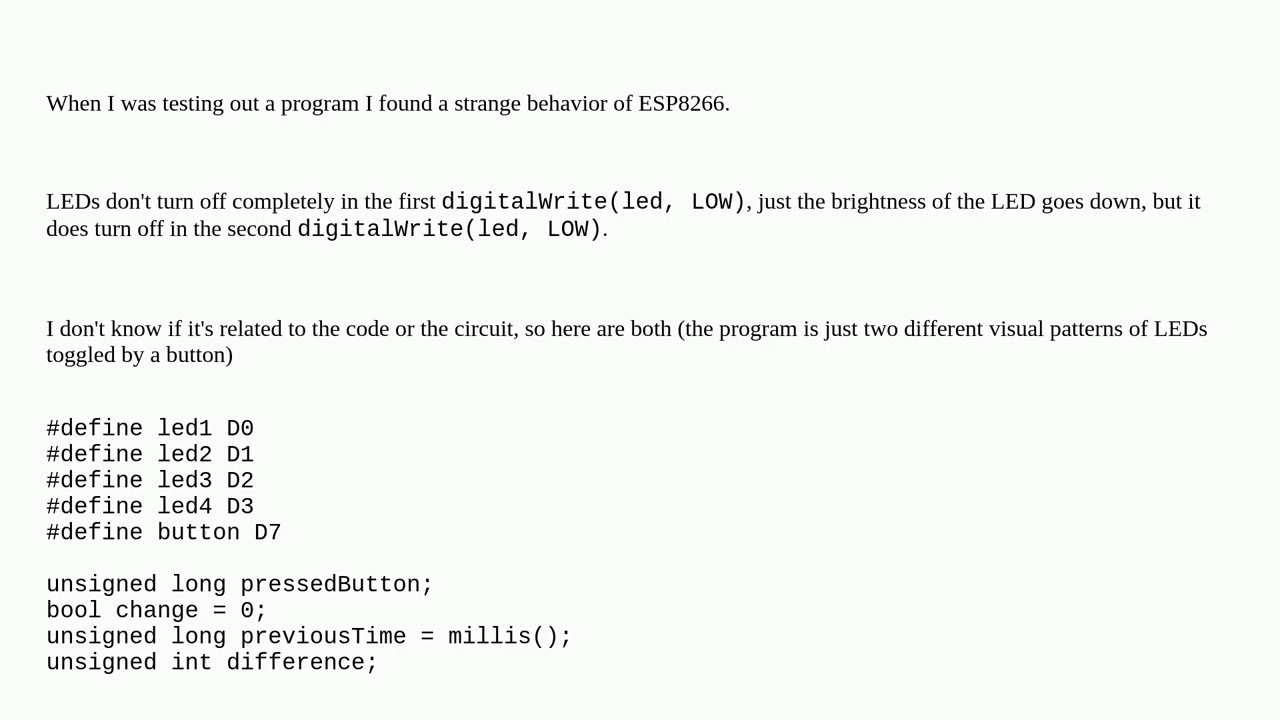 When I was testing out a program I found a strange behavior of ESP8266.
LEDs don't turn off completely in the first digitalWrite(led, LOW), just the brightness of the LED goes down, but it
does turn off in the second digitalWrite(led, LOW).
I don't know if it's related to the code or the circuit, so here are both (the program is just two different visual patterns of LEDs
toggled by a button)
#define led1 D0
#define led2 D1
#define led3 D2
#define led4 D3
#define button D7
unsigned long pressedButton;
bool change = 0;
unsigned long previousTime = millis();
unsigned int difference;